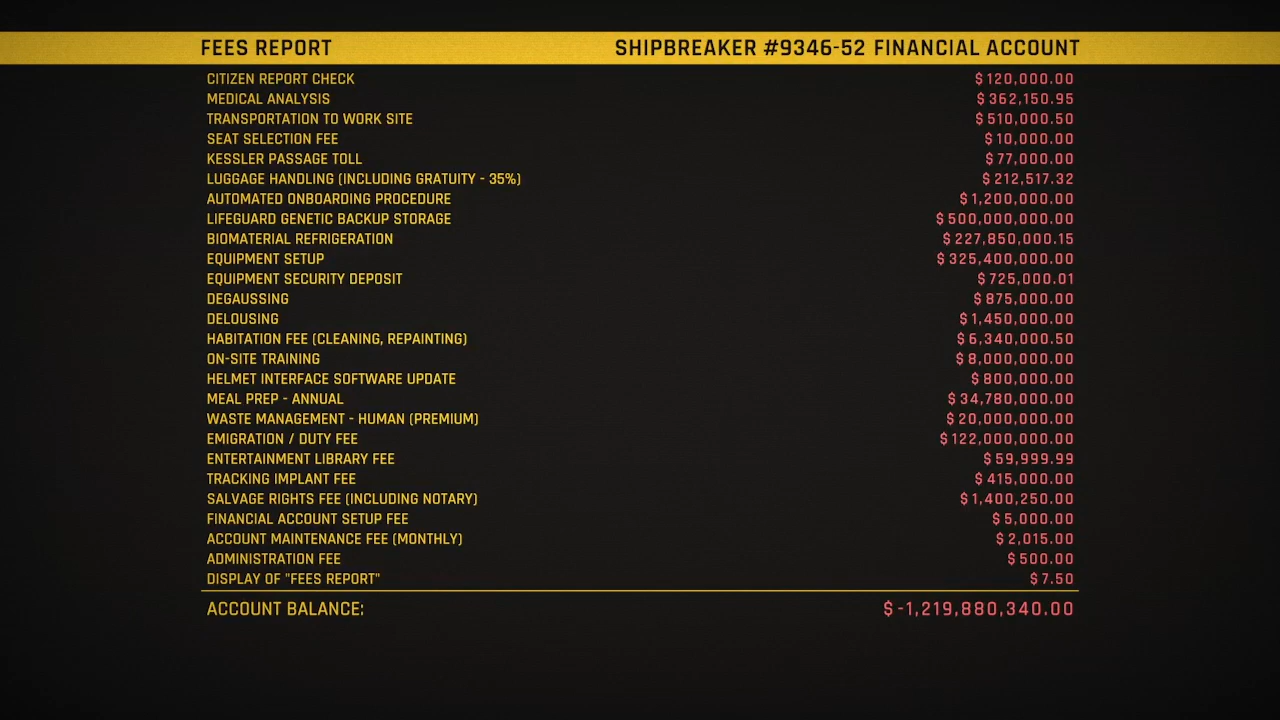 FEES REPORT SHIPBREAKER #9346-52 FINANCIAL ACCOUNT
CITIZEN REPORT CHECK $120,000.00
MEDICAL ANALYSIS $362,150.95
TRANSPORTATION TO WORK SITE $510,000.50
SEAT SELECTION FEE $10,000.00
KESSLER PASSAGE TOLL $77,000.00
LUGGAGE HANDLING (INCLUDING GRATUITY - 35%) $212,517.32
AUTOMATED ONBOARDING PROCEDURE $1,200,000.00
LIFEGUARD GENETIC BACKUP STORAGE $500,000,000.00
BIOMATERIAL REFRIGERATION $227,850,000.15
EQUIPMENT SETUP $325,400,000.00
EQUIPMENT SECURITY DEPOSIT $725,000.01
DEGAUSSING $875,000.00
DELOUSING $1,450,000.00
HABITATION FEE (CLEANING, REPAINTING) $6,340,000.50
ON-SITE TRAINING $8,000,000.00
HELMET INTERFACE SOFTWARE UPDATE $800,000.00
MEAL PREP - ANNUAL $34,780,000.00
WASTE MANAGEMENT - HUMAN (PREMIUM) $20,000,000.00
EMIGRATION / DUTY FEE $122,000,000.00
ENTERTAINMENT LIBRARY FEE $59,999.99
TRACKING IMPLANT FEE $415,000.00
SALVAGE RIGHTS FEE (INCLUDING NOTARY) $1,400,250.00
FINANCIAL ACCOUNT SETUP FEE $5,000.00
ACCOUNT MAINTENANCE FEE (MONTHLY) $2,015.00
ADMINISTRATION FEE $500.00
DISPLAY OF "FEES REPORT" $7.50
ACCOUNT BALANCE: $-1,219,880,340.00